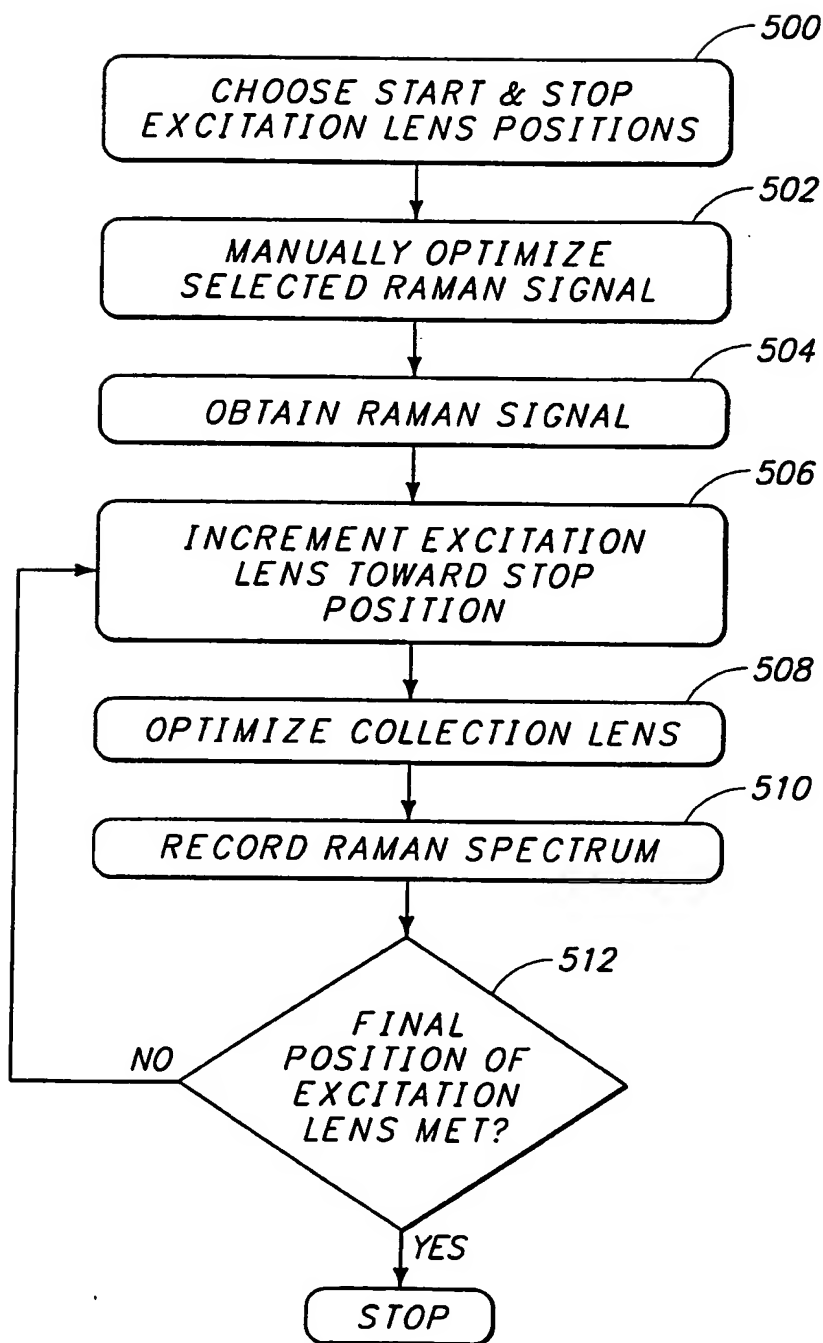 500
CHOOSE START & STOP
EXCITATION LENS POSITIONS
502
MANUALLY OPTIMIZE
SELECTED RAMAN SIGNAL
504
OBTAIN RAMAN SIGNAL
506
INCREMENT EXCITATION
LENS TOWARD STOP
POSITION
508
OPTIMIZE COLLECTION LENS
510
RECORD RAMAN SPECTRUM
512
FINAL
POSITION OF
EXCITATION
LENS MET?
NO
YES
STOP